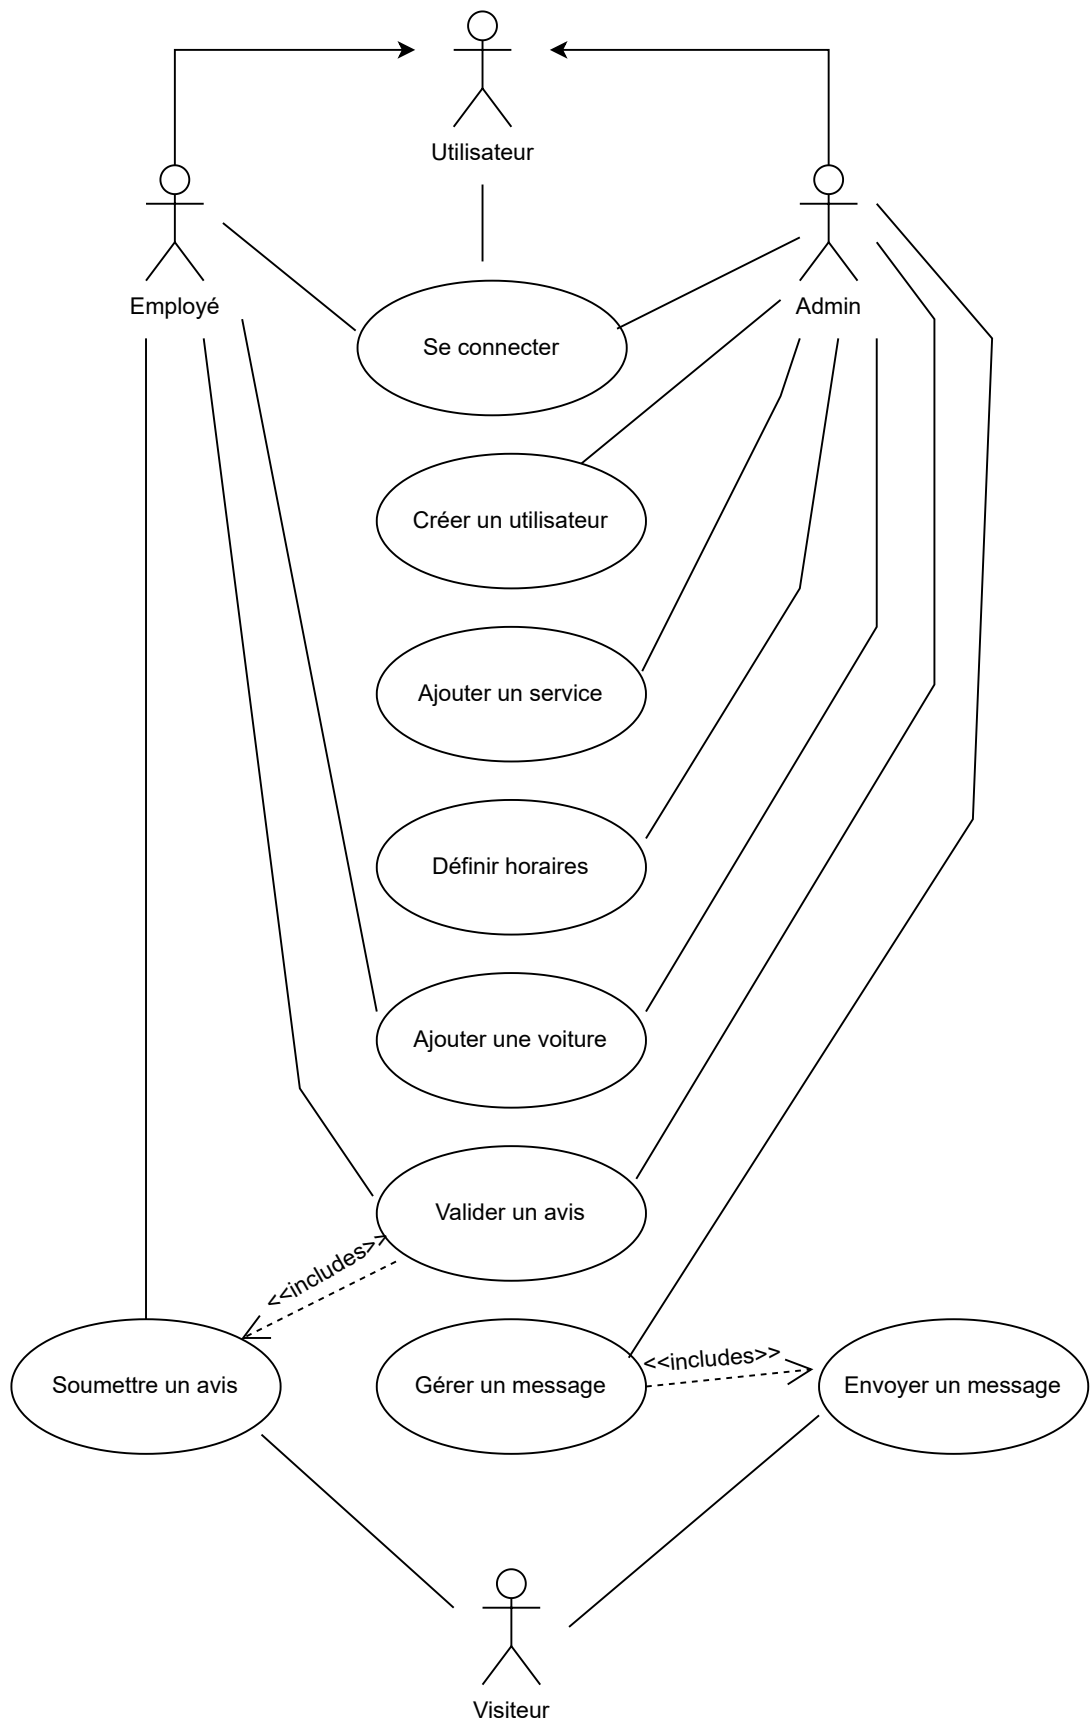 Utilisateur
Employé
Admin
Se connecter
Créer un utilisateur
Ajouter un service
Définir horaires
Ajouter une voiture
Valider un avis
<<includes>>
Soumettre un avis
Gérer un message
<<includes>>
Envoyer un message
Visiteur